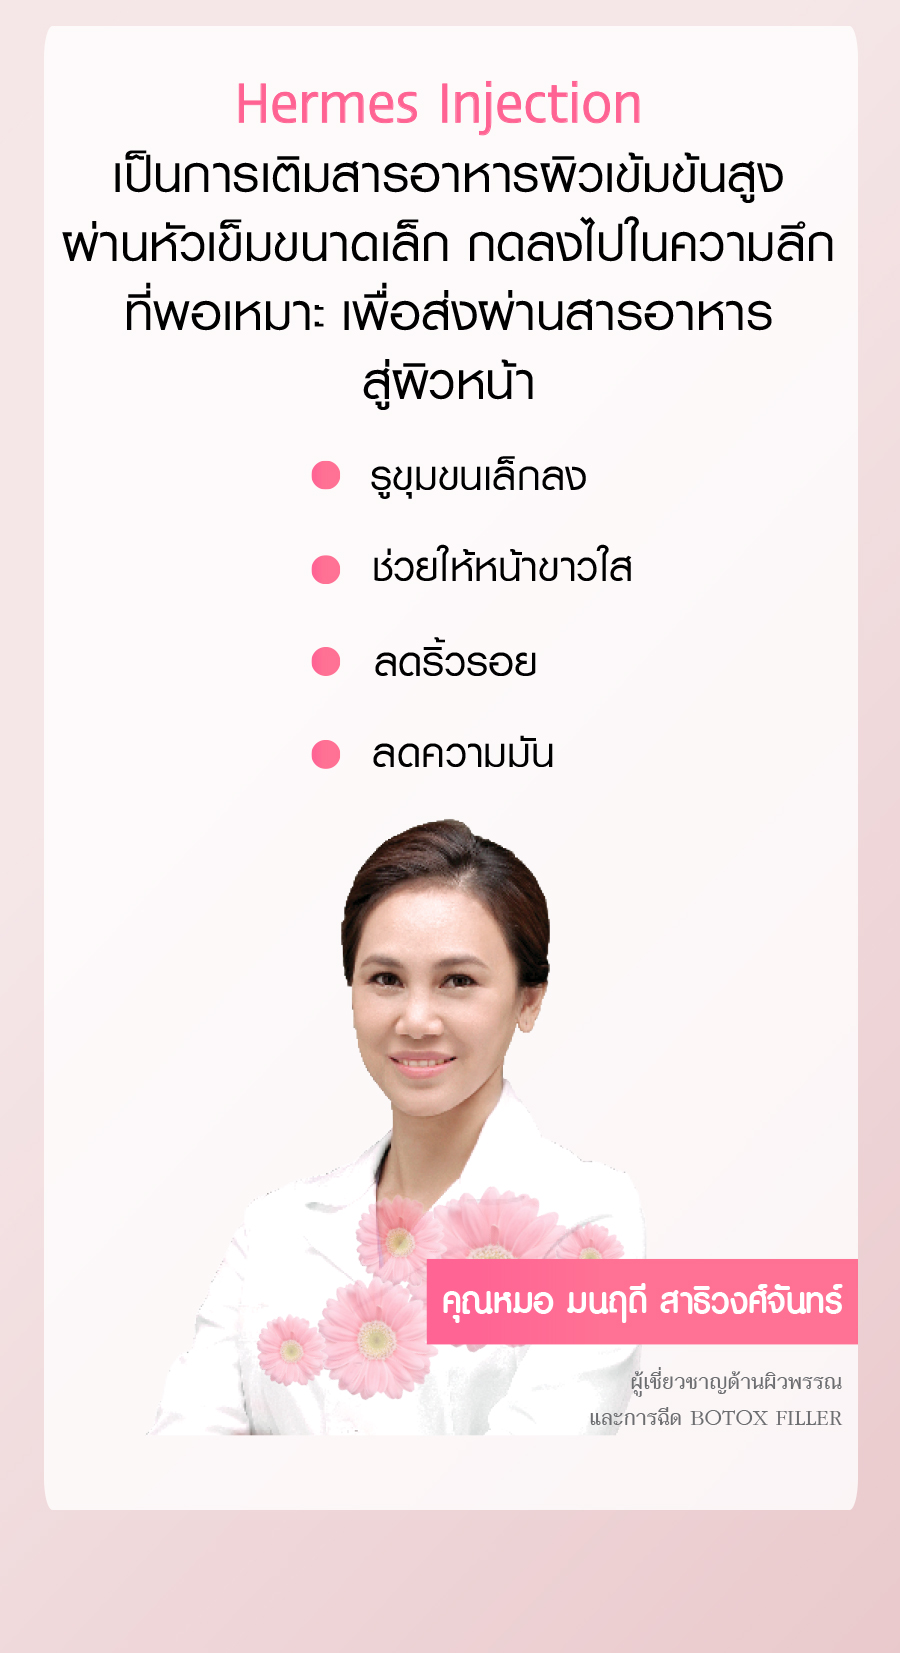 Hermes Injection
เป็นการเติมสารอาหารผิวเข้มข้นสูง
ผ่านหัวเข็มขนาดเล็ก กดลงไปในความลึก
ที่พอเหมาะ เพื่อส่งผ่านสารอาหาร
สู่ผิวหน้า
รูขุมขนเล็กลง
ช่วยให้หน้าขาวใส
ลดริ้วรอย
ลดความมัน
คุณหมอ มนฤดี สาธิวงศ์จันทร์
ผู้เชี่ยวชาญด้านผิวพรรณ
และการฉีด BOTOX FILLER